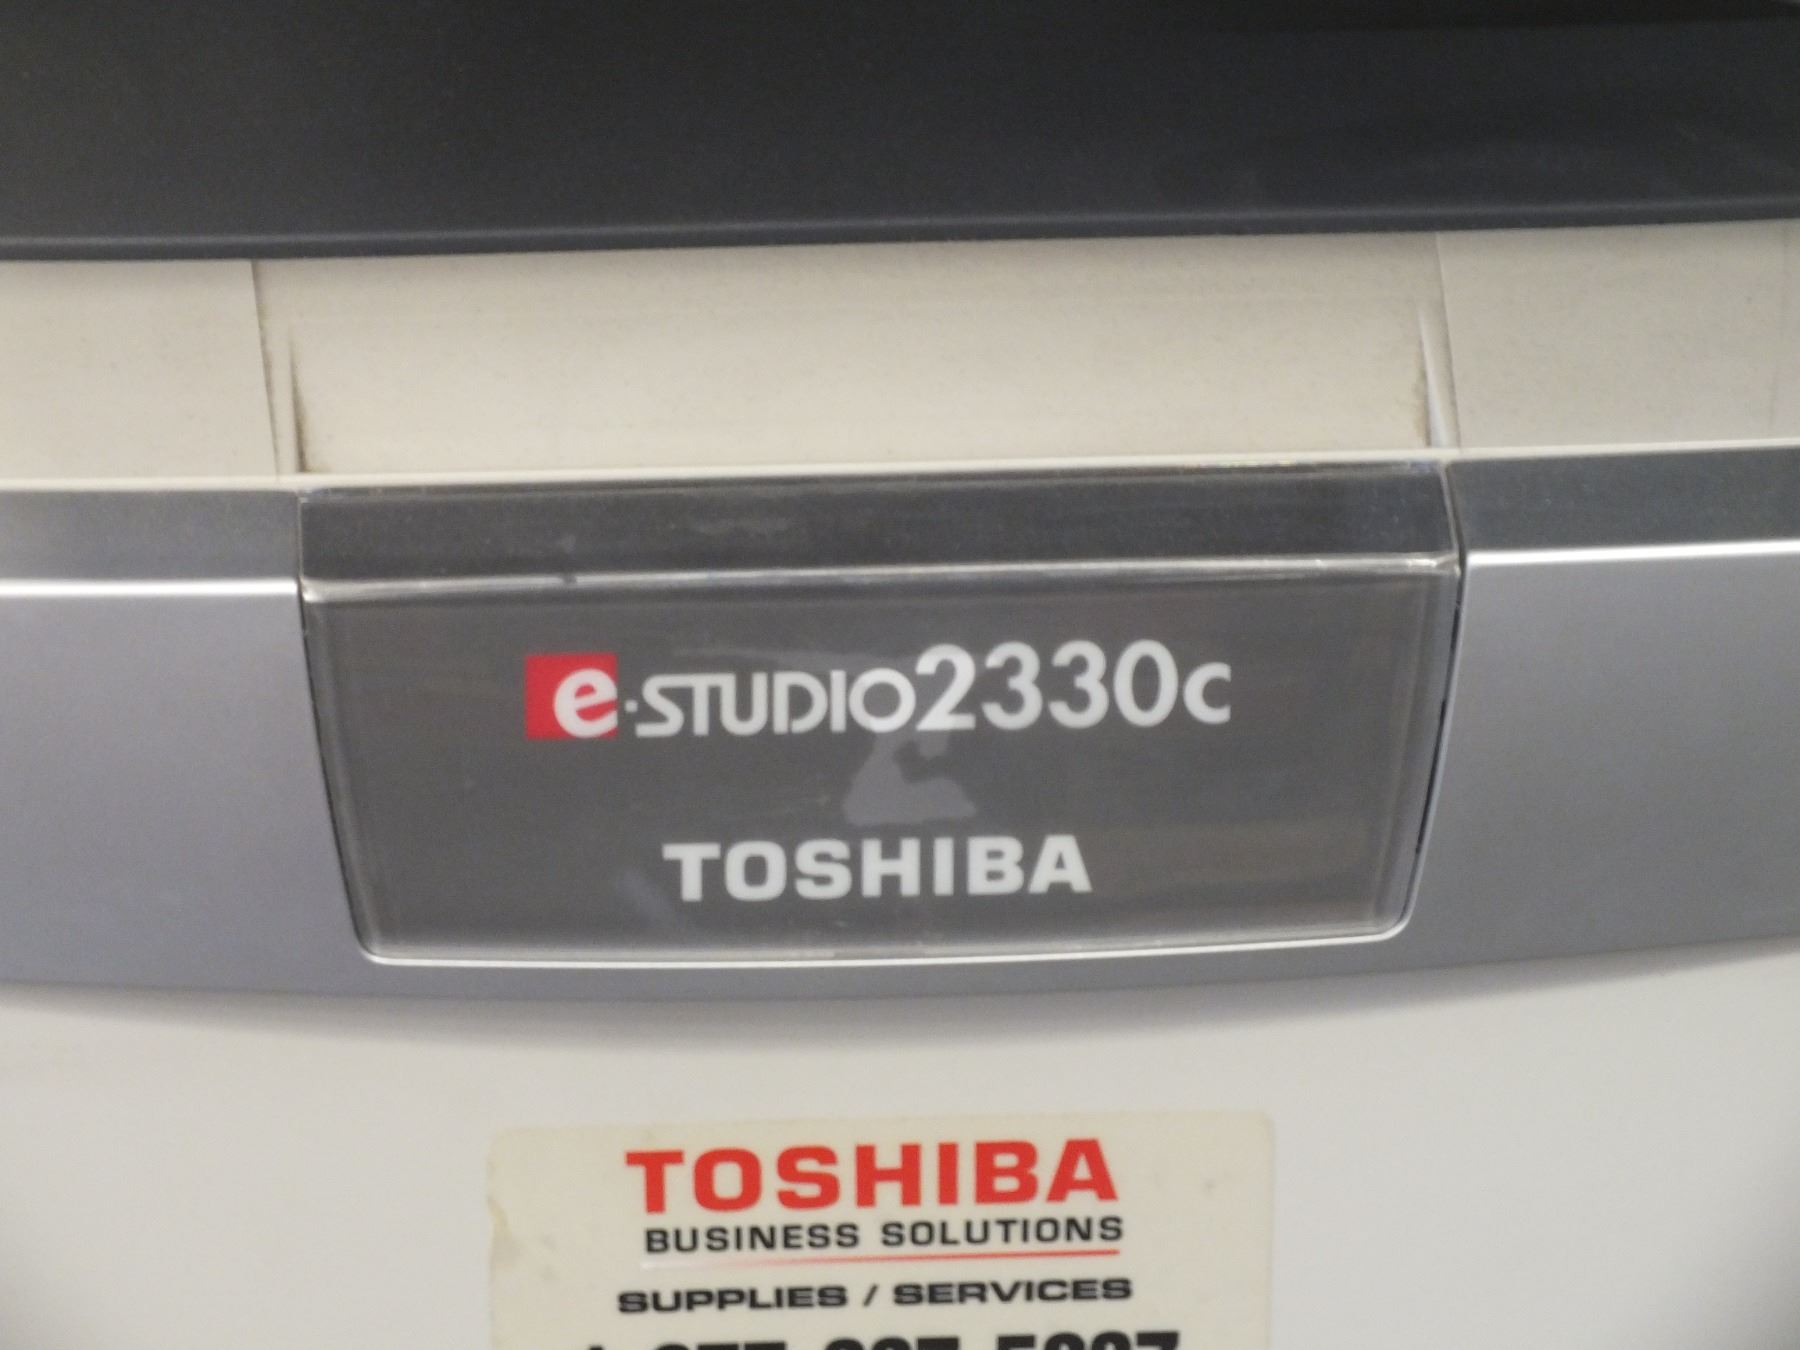 e-STUDIO2330c
TOSHIBA
TOSHIBA
BUSINESS SOLUTIONS
SUPPLIES / SERVICES